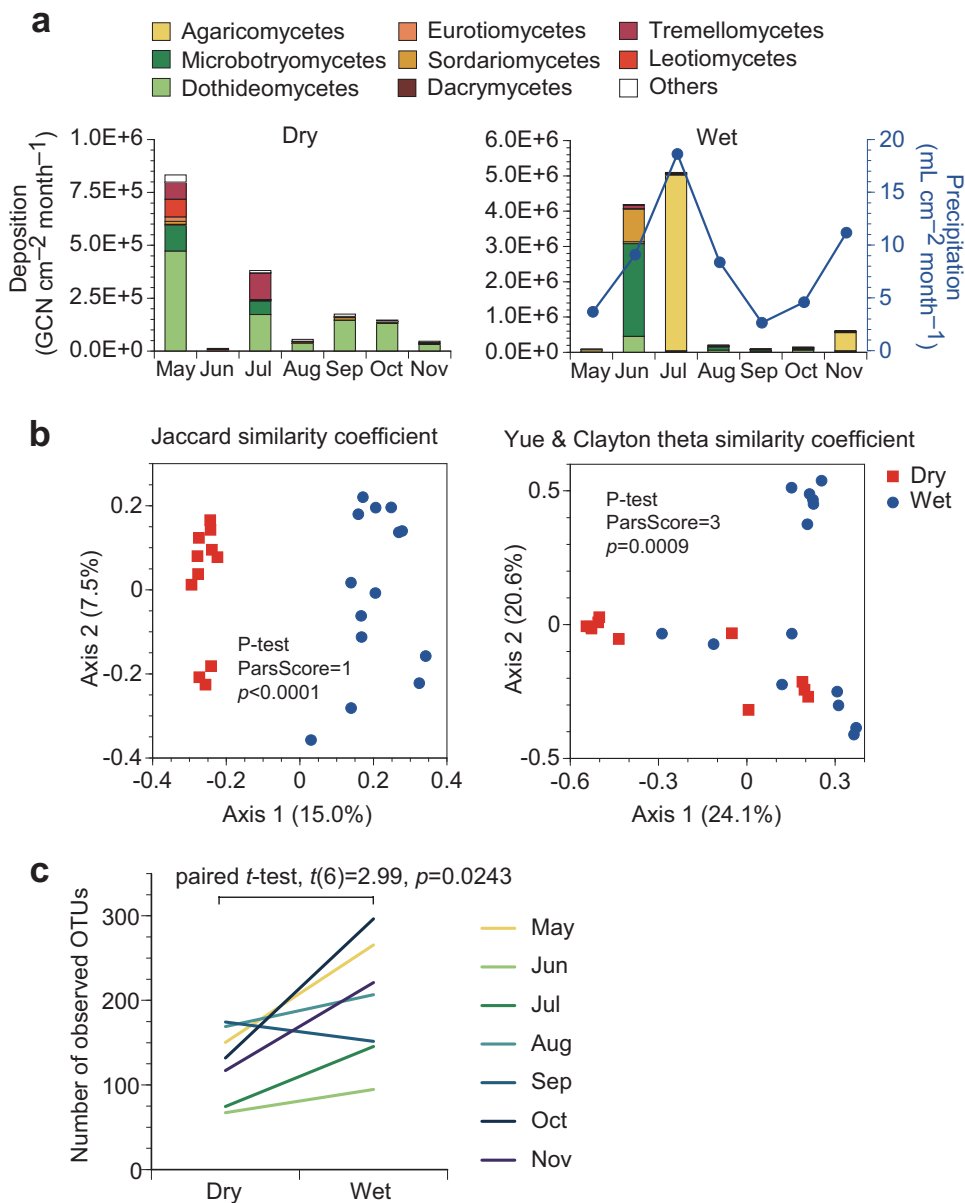 a
Agaricomycetes Eurotiomycetes Tremellomycetes
Microbotryomycetes Sordariomycetes Leotiomycetes
Dothideomycetes Dacrymycetes Others
Dry
Deposition
(GCN cm−2 month−1)
1.0E+6
7.5E+5
5.0E+5
2.5E+5
0.0E+0
May Jun Jul Aug Sep Oct Nov
Wet
6.0E+6
5.0E+6
4.0E+6
3.0E+6
2.0E+6
1.0E+6
0.0E+0
May Jun Jul Aug Sep Oct Nov
20
15
10
5
0
Precipitation
(mL cm−2 month−1)
b
Jaccard similarity coefficient
Axis 2 (7.5%)
0.2
0
-0.2
-0.4
P-test
ParsScore=1
p<0.0001
-0.4 -0.2 0 0.2 0.4
Axis 1 (15.0%)
Yue & Clayton theta similarity coefficient
Dry
Wet
Axis 2 (20.6%)
0.5
0
-0.5
P-test
ParsScore=3
p=0.0009
-0.6 -0.3 0 0.3
Axis 1 (24.1%)
c
paired t-test, t(6)=2.99, p=0.0243
Number of observed OTUs
300
200
100
0
Dry Wet
May
Jun
Jul
Aug
Sep
Oct
Nov